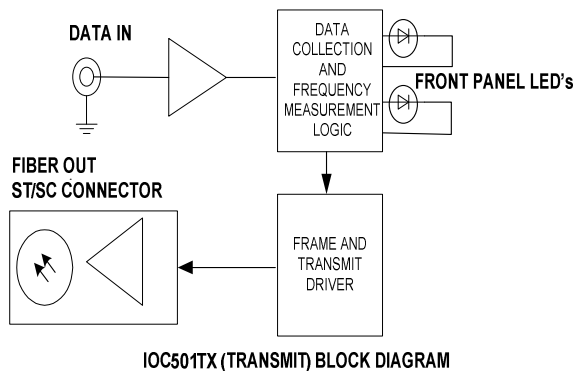 DATA IN
DATA
COLLECTION
AND
FREQUENCY
MEASUREMENT
LOGIC
FRONT PANEL LED's
FIBER OUT
ST/SC CONNECTOR
FRAME AND
TRANSMIT
DRIVER
IOC501TX (TRANSMIT) BLOCK DIAGRAM